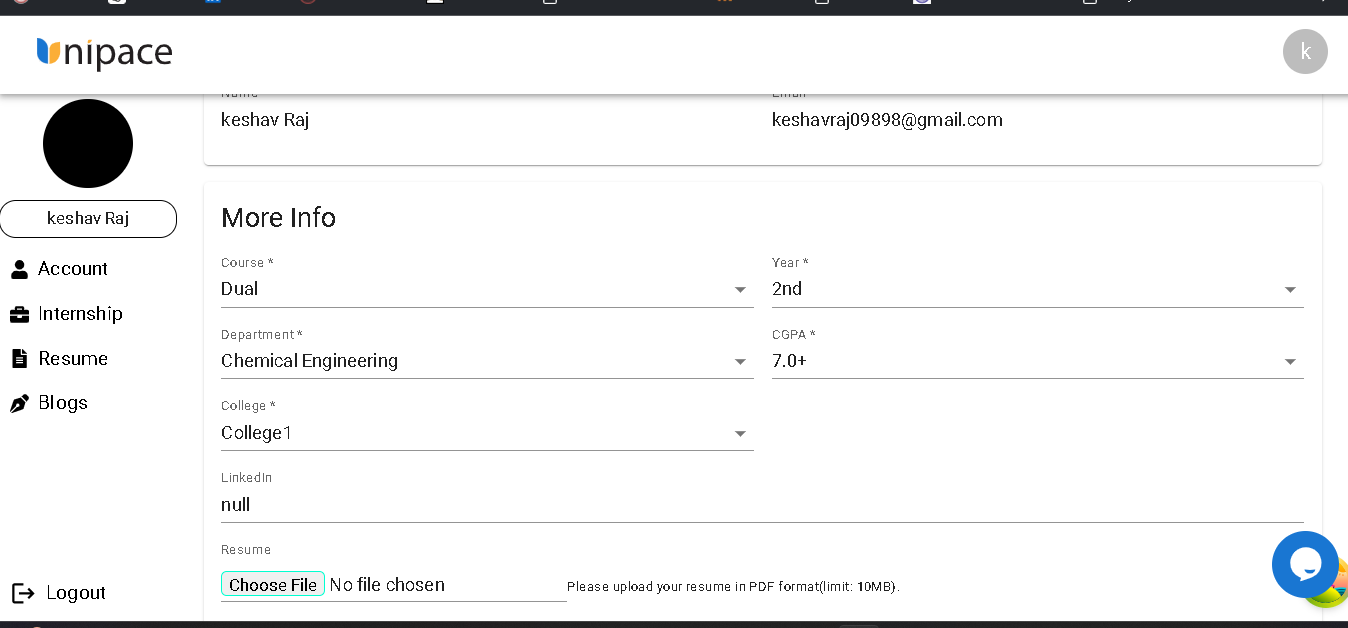 unipace
k
Name
Email
keshav Raj
keshavraj09898@gmail.com
keshav Raj
Account
Internship
Resume
Blogs
Logout
More Info
Course *
Year *
Dual
2nd
Department *
CGPA *
Chemical Engineering
7.0+
College *
College1
LinkedIn
null
Resume
Choose File No file chosen
Please upload your resume in PDF format(limit: 10MB).